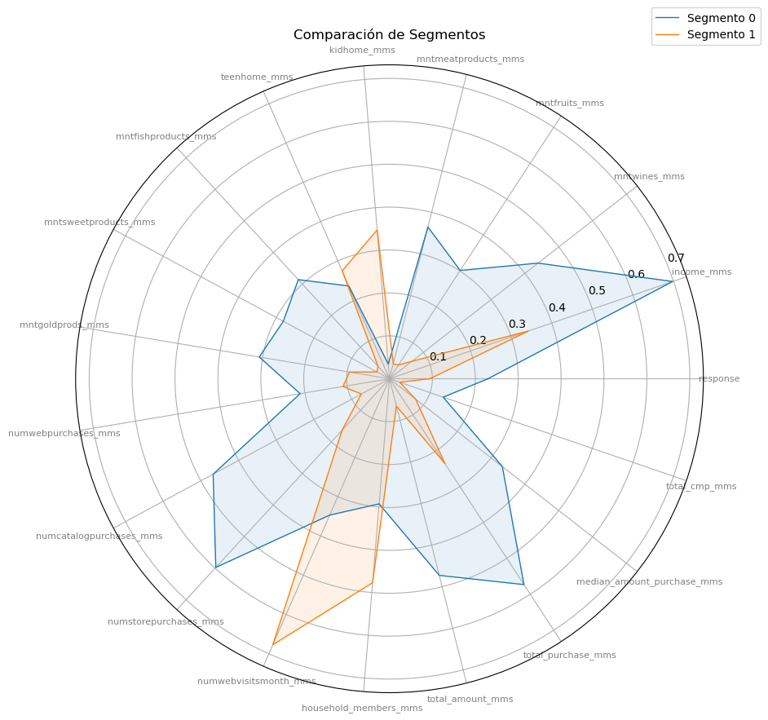 Segmento 0
Segmento 1
Comparación de Segmentos
kidhome_mms
mntmeatproducts_mms
teenhome_mms
mntfruits_mms
mntfishproducts_mms
mntwines_mms
mntsweetproducts_mms
0.7
income_mms
0.6
0.5
0.4
0.3
mntgoldprods_mms
0.2
0.1
response
numwebpurchases_mms
total_cmp_mms
numcatalogpurchases_mms
median_amount_purchase_mms
numstorepurchases_mms
total_purchase_mms
numwebvisitsmonth_mms
total_amount_mms
household_members_mms